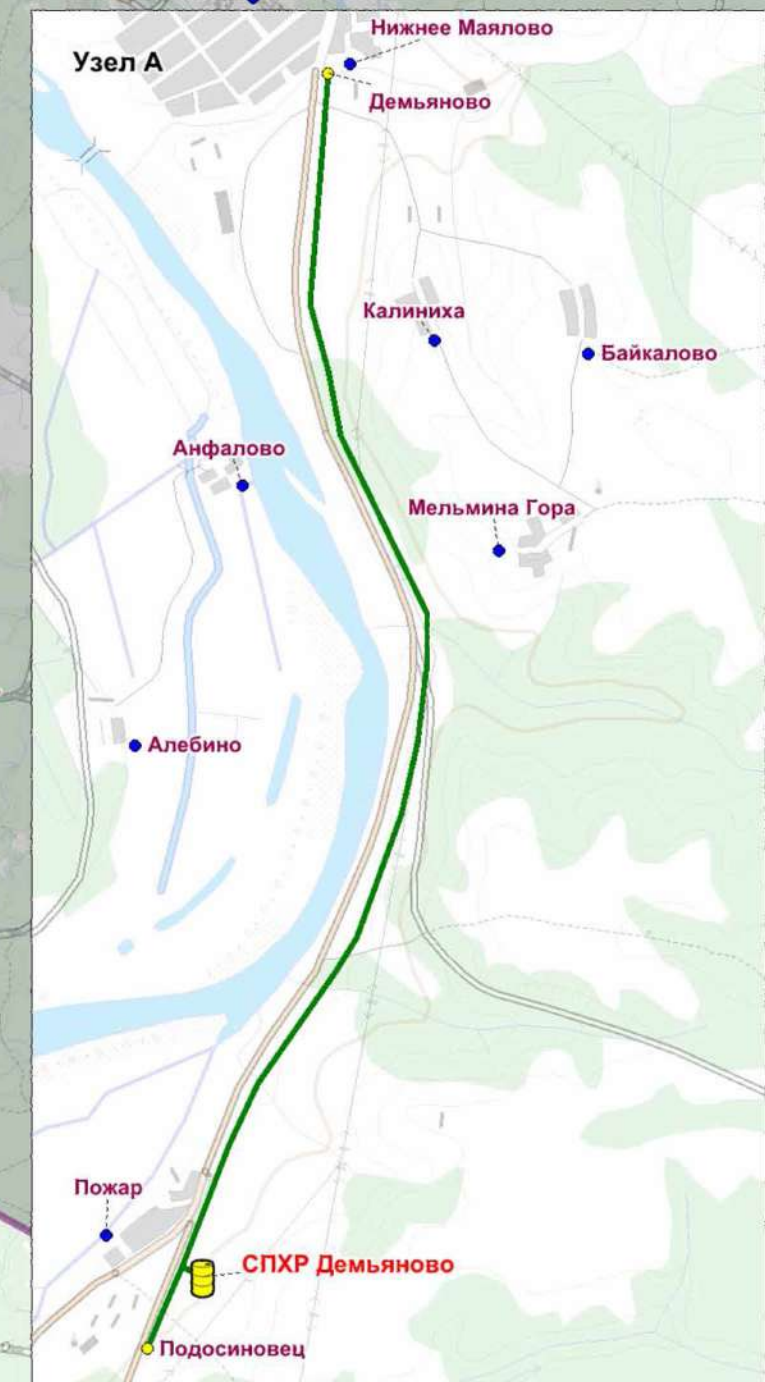 Нижнее Маялово
Узел А
Демьяново
Калиниха
Байкалово
Анфалово
Мельмина Гора
Алебино
Пожар
СПХР Демьяново
Подосиновец